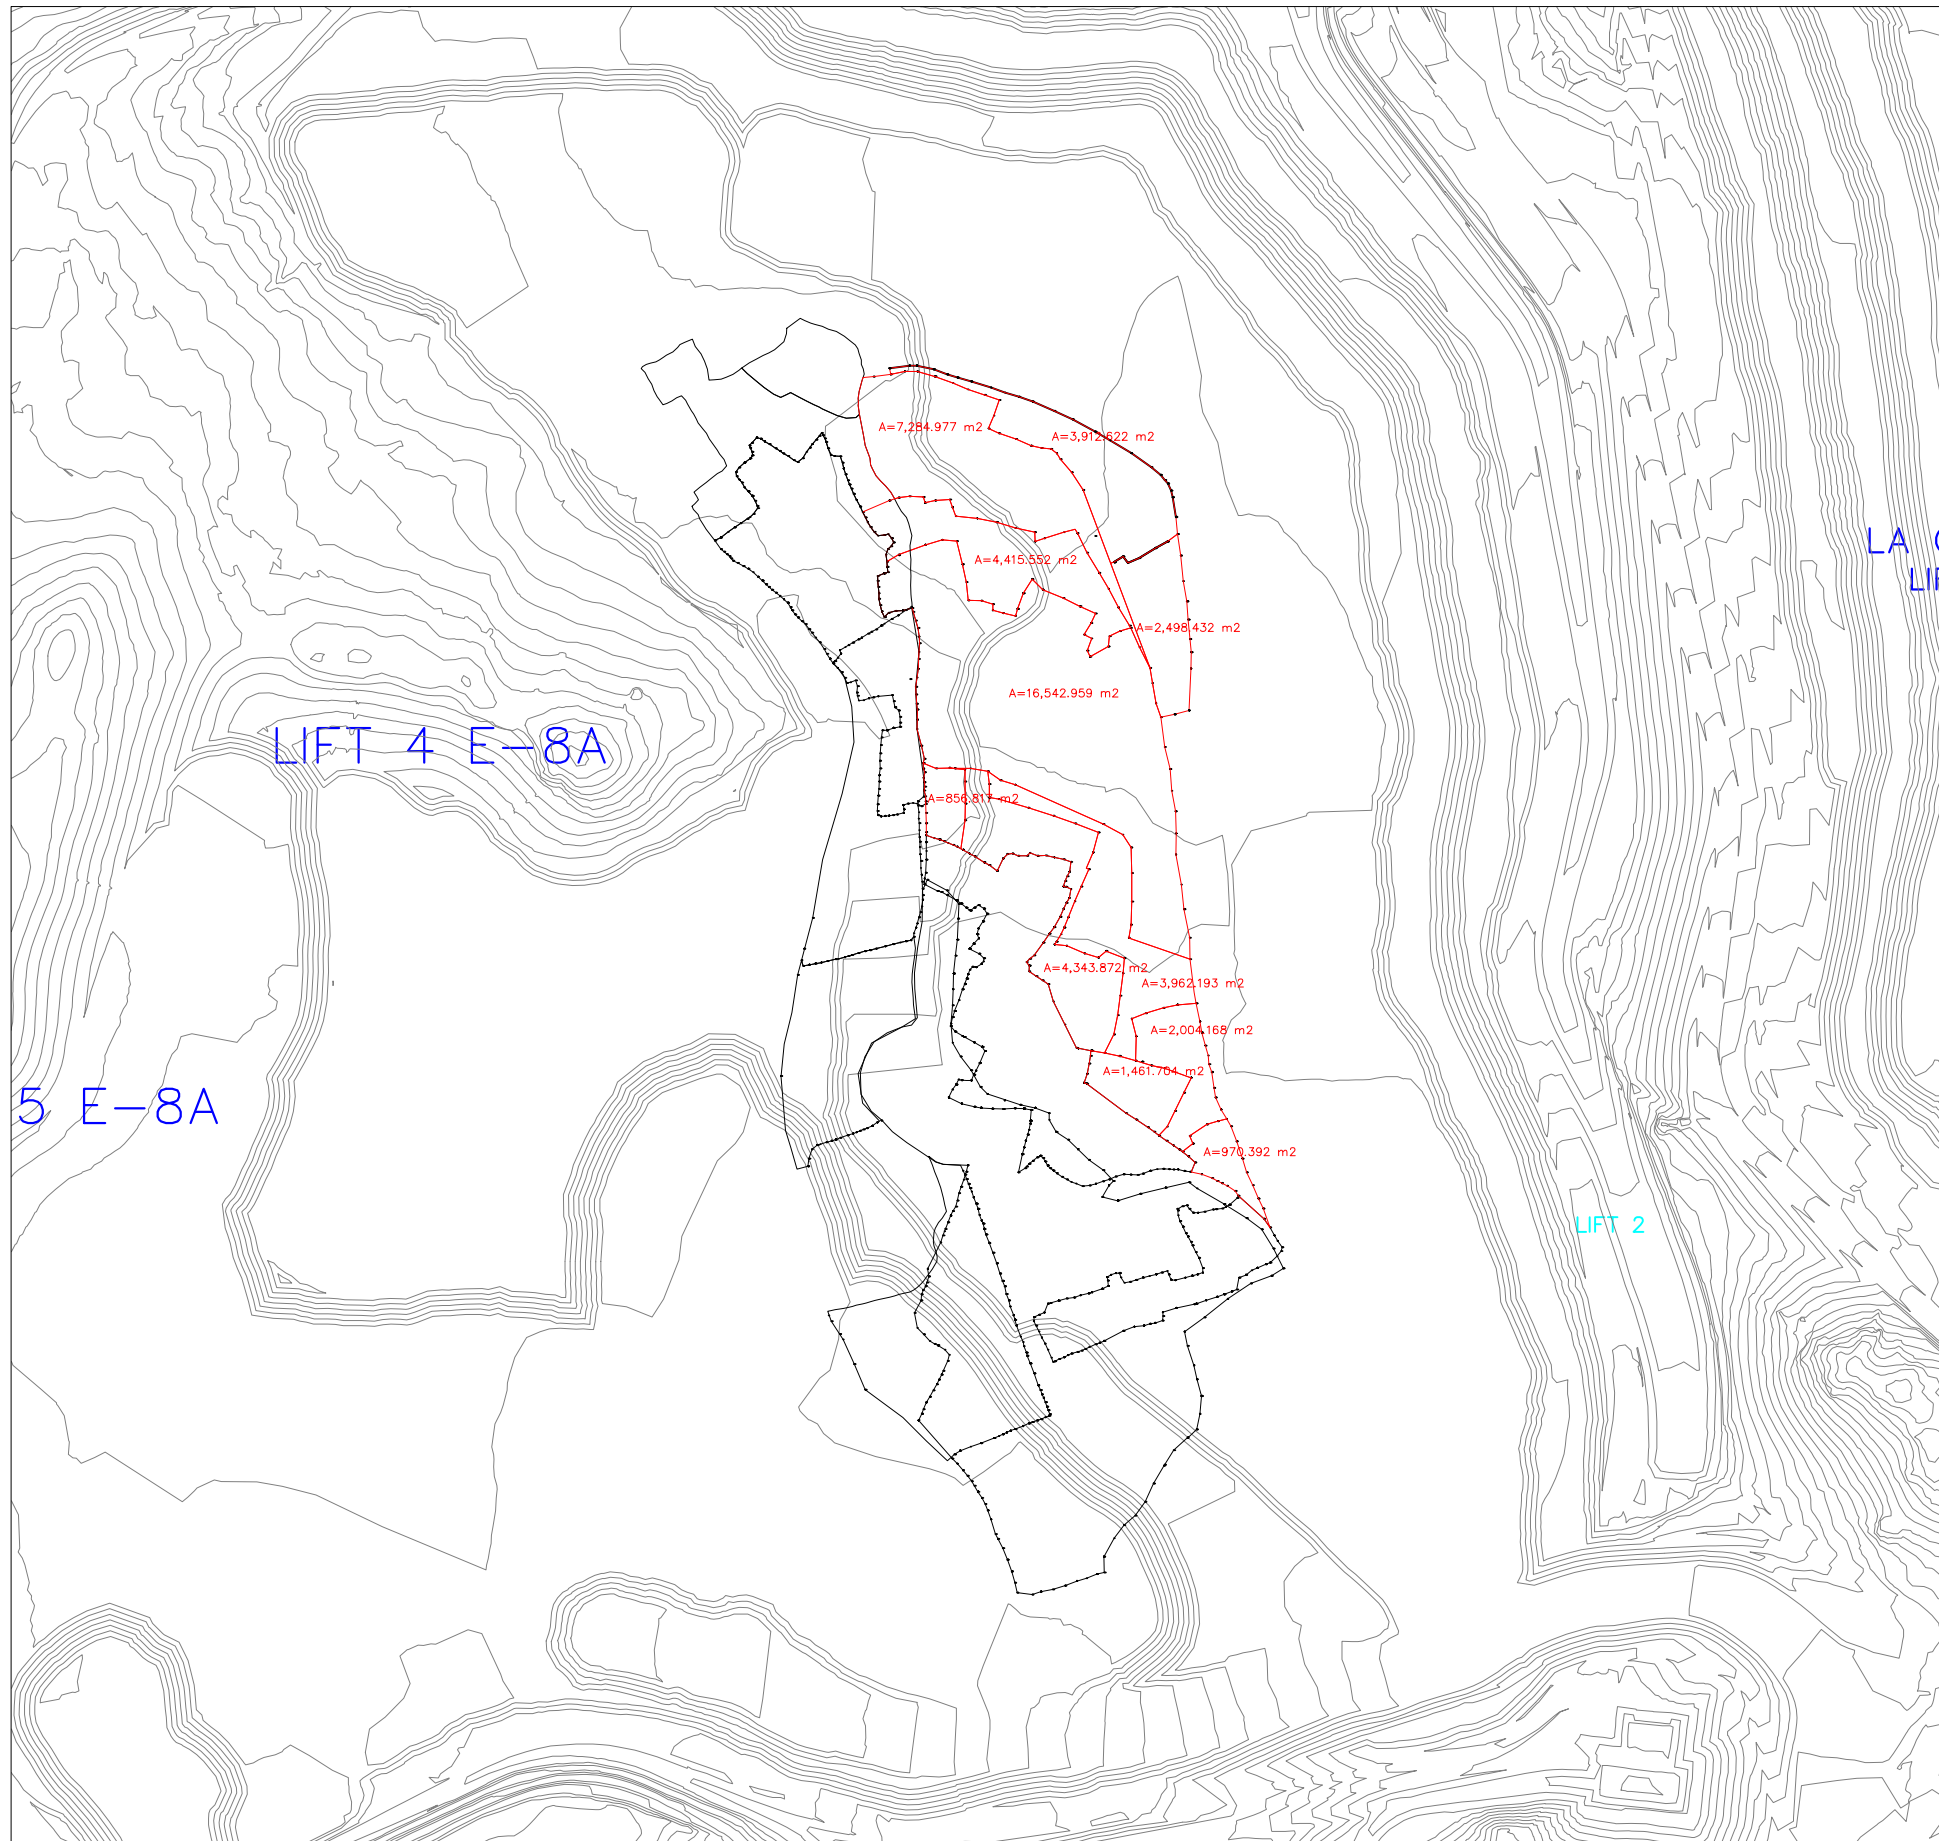 A=7,284.977 m2
A=3,912.622 m2
LA
A=4,415.552 m2
A=2,498.432 m2
A=16,542.959 m2
LIFT 4 E-8A
A=856.817 m2
A=4,343.872 m2
A=3,962.193 m2
A=2,004.168 m2
A=1,461.704 m2
5 E-8A
A=970.392 m2
LIFT 2